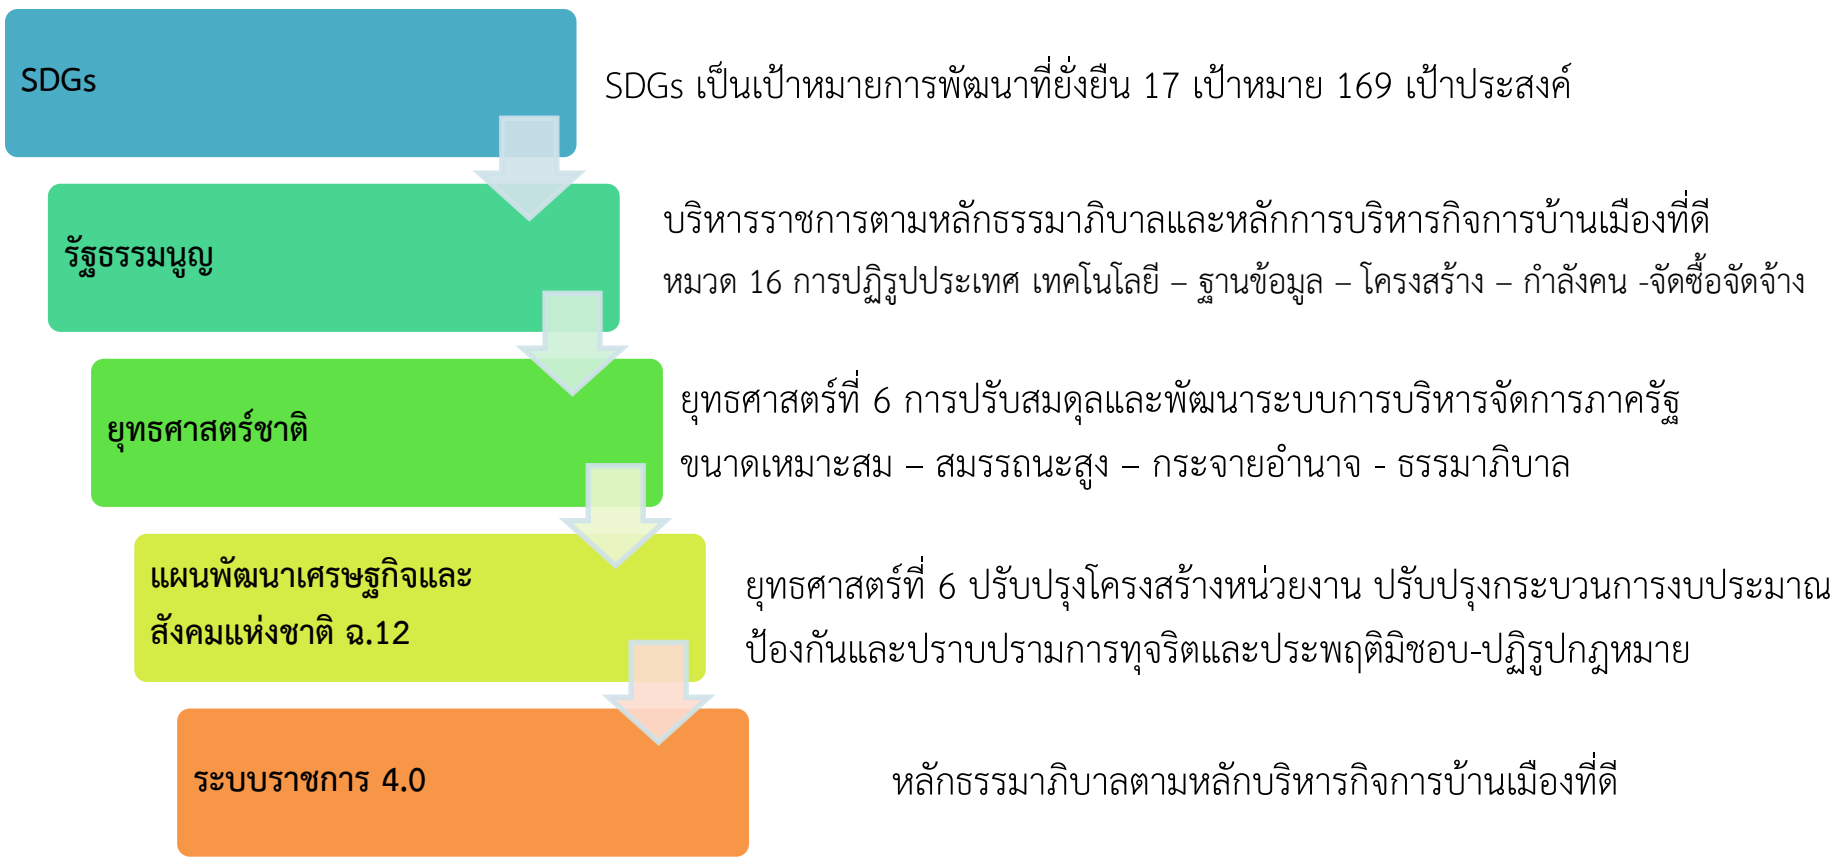 SDGs
SDGs เป็นเป้าหมายการพัฒนาที่ยั่งยืน 17 เป้าหมาย 169 เป้าประสงค์
รัฐธรรมนูญ
บริหารราชการตามหลักธรรมาภิบาลและหลักการบริหารกิจการบ้านเมืองที่ดี
หมวด 16 การปฏิรูปประเทศ เทคโนโลยี – ฐานข้อมูล – โครงสร้าง – กำลังคน -จัดซื้อจัดจ้าง
ยุทธศาสตร์ชาติ
ยุทธศาสตร์ที่ 6 การปรับสมดุลและพัฒนาระบบการบริหารจัดการภาครัฐ
ขนาดเหมาะสม – สมรรถนะสูง – กระจายอำนาจ - ธรรมาภิบาล
แผนพัฒนาเศรษฐกิจและ
สังคมแห่งชาติ ฉ.12
ยุทธศาสตร์ที่ 6 ปรับปรุงโครงสร้างหน่วยงาน ปรับปรุงกระบวนการงบประมาณ
ป้องกันและปราบปรามการทุจริตและประพฤติมิชอบ-ปฏิรูปกฎหมาย
ระบบราชการ 4.0
หลักธรรมาภิบาลตามหลักบริหารกิจการบ้านเมืองที่ดี